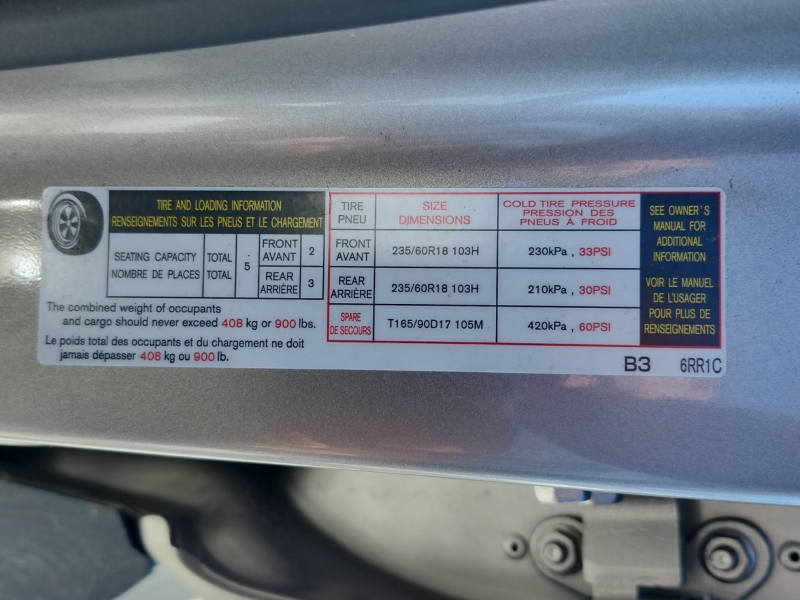 TIRE AND LOADING INFORMATION
RENSEIGNEMENTS SUR LES PNEUS ET LE CHARGEMENT
SEATING CAPACITY
NOMBRE DE PLACES
TOTAL
TOTAL
5
FRONT
AVANT
2
REAR
ARRIÈRE
3
The combined weight of occupants
and cargo should never exceed 408 kg or 900 lbs.
Le poids total des occupants et du chargement ne doit
jamais dépasser 408 kg ou 900 lb.
TIRE
PNEU
SIZE
DIMENSIONS
COLD TIRE PRESSURE
PRESSION DES
PNEUS À FROID
FRONT
AVANT
235/60R18 103H
230kPa , 33PSI
REAR
ARRIÈRE
235/60R18 103H
210kPa , 30PSI
SPARE
DE SECOURS
T165/90D17 105M
420kPa , 60PSI
SEE OWNER'S
MANUAL FOR
ADDITIONAL
INFORMATION
VOIR LE MANUEL
DE L'USAGER
POUR PLUS DE
RENSEIGNEMENTS
B3 6RR1C